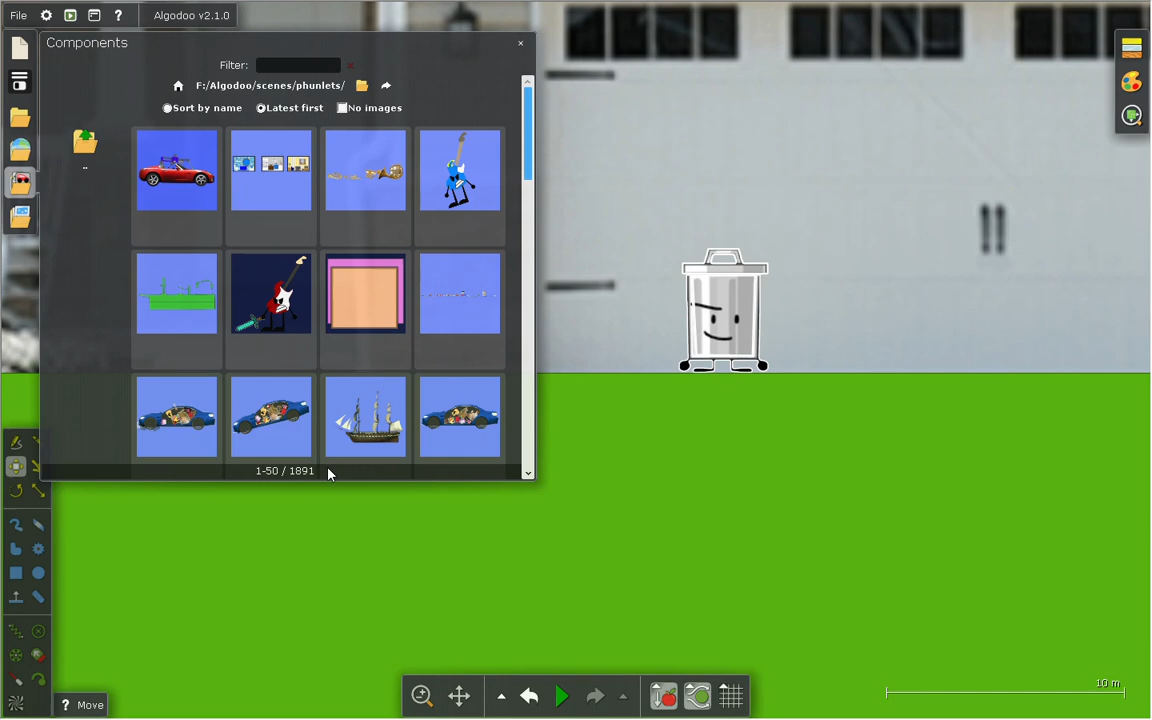 File ? Algodoo v2.1.0
Components
Filter:
F:/Algodoo/scenes/phunlets/
Sort by name Latest first No images
..
1-50 / 1891
10 m
? Move